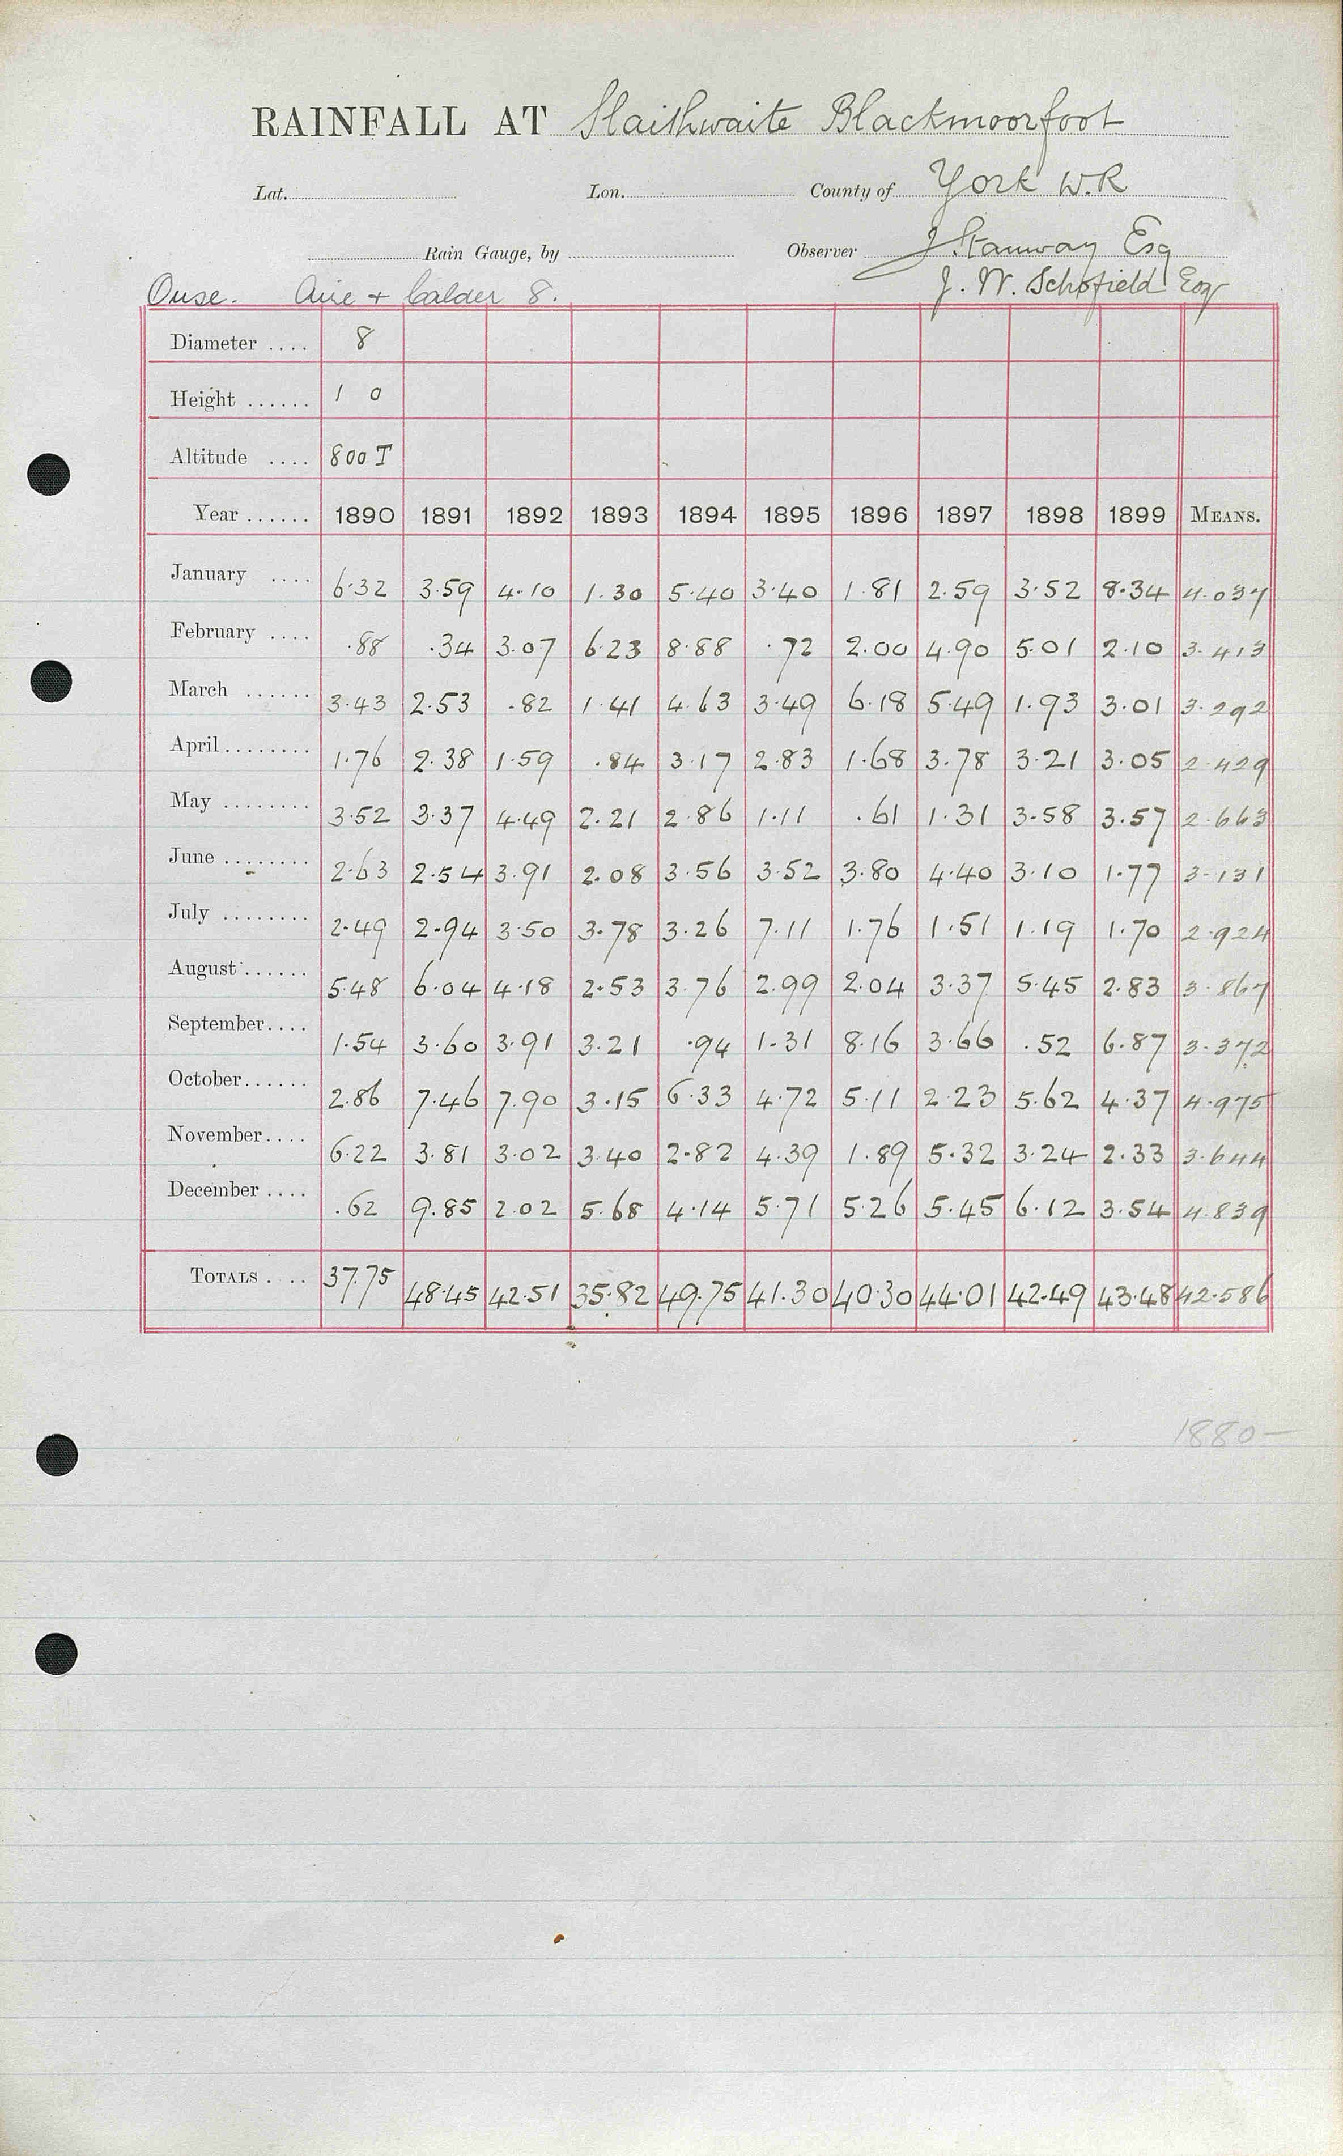 RAINFALL AT Slaithwaite Blackmoorfoot
Lat. Lon. County of York W.R
Rain Gauge, by Observer J Stanway Esq
J. W. Schofield Esq
Ouse. Aire + Calder 8.
Diameter .... 8
Height ...... 1 0
Altitude .... 800 T
Year ...... 1890 1891 1892 1893 1894 1895 1896 1897 1898 1899 MEANS.
January .... 6.32 3.59 4.10 1.30 5.40 3.40 1.81 2.59 3.52 8.34 4.037
February .... .88 .34 3.07 6.23 8.88 .72 2.00 4.90 5.01 2.10 3.413
March ...... 3.43 2.53 .82 1.41 4.63 3.49 6.18 5.49 1.93 3.01 3.292
April ........ 1.76 2.38 1.59 .84 3.17 2.83 1.68 3.78 3.21 3.05 2.429
May ........ 3.52 3.37 4.49 2.21 2.86 1.11 .61 1.31 3.58 3.57 2.663
June ........ 2.63 2.54 3.91 2.08 3.56 3.52 3.80 4.40 3.10 1.77 3.131
July ........ 2.49 2.94 3.50 3.78 3.26 7.11 1.76 1.51 1.19 1.70 2.924
August ...... 5.48 6.04 4.18 2.53 3.76 2.99 2.04 3.37 5.45 2.83 3.867
September .... 1.54 3.60 3.91 3.21 .94 1.31 8.16 3.66 .52 6.87 3.372
October ...... 2.86 7.46 7.90 3.15 6.33 4.72 5.11 2.23 5.62 4.37 4.975
November .... 6.22 3.81 3.02 3.40 2.82 4.39 1.89 5.32 3.24 2.33 3.644
December .... .62 9.85 2.02 5.68 4.14 5.71 5.26 5.45 6.12 3.54 4.839
TOTALS .... 37.75 48.45 42.51 35.82 49.75 41.30 40.30 44.01 42.49 43.48 42.586
1880-